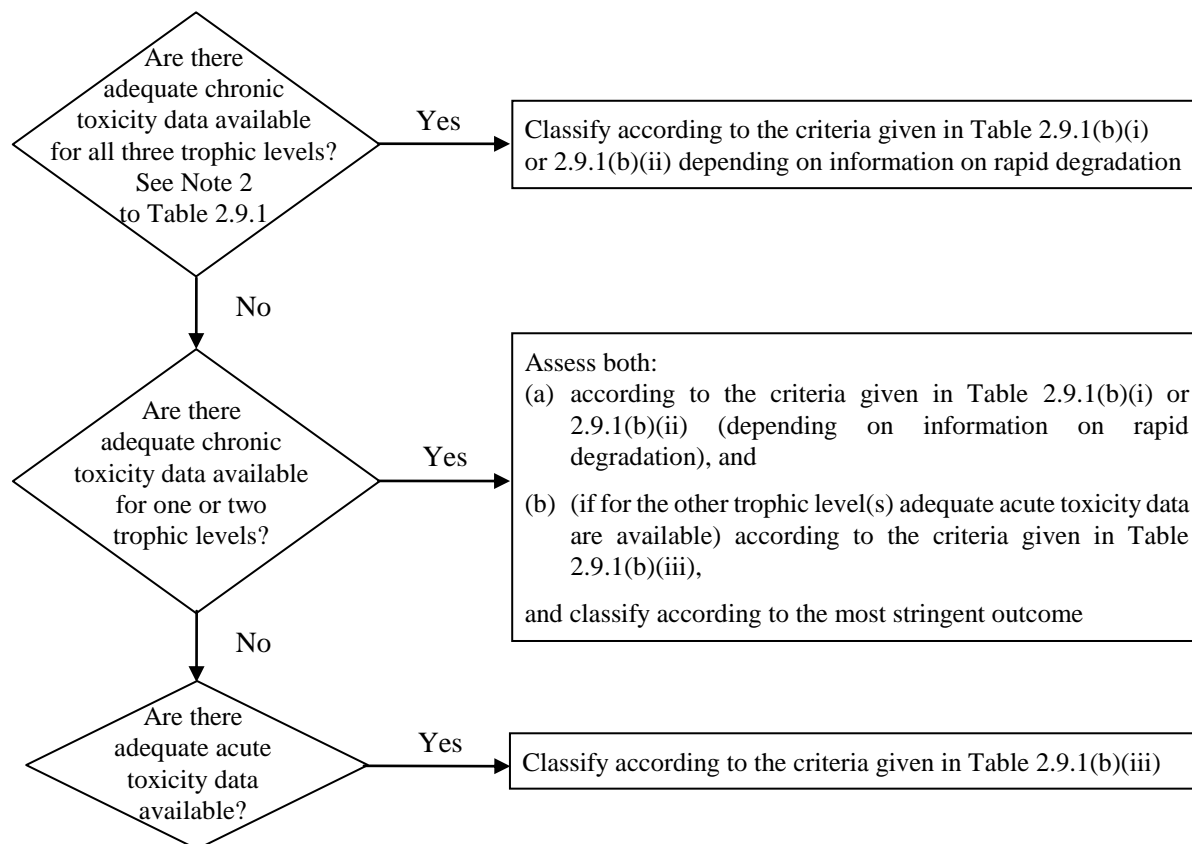 Are there
adequate chronic
toxicity data available
for all three trophic levels?
See Note 2
to Table 2.9.1
Yes
Classify according to the criteria given in Table 2.9.1(b)(i)
or 2.9.1(b)(ii) depending on information on rapid degradation
No
Are there
adequate chronic
toxicity data available
for one or two
trophic levels?
Yes
Assess both:
(a) according to the criteria given in Table 2.9.1(b)(i) or
2.9.1(b)(ii) (depending on information on rapid
degradation), and
(b) (if for the other trophic level(s) adequate acute toxicity data
are available) according to the criteria given in Table
2.9.1(b)(iii),
and classify according to the most stringent outcome
No
Are there
adequate acute
toxicity data
available?
Yes
Classify according to the criteria given in Table 2.9.1(b)(iii)